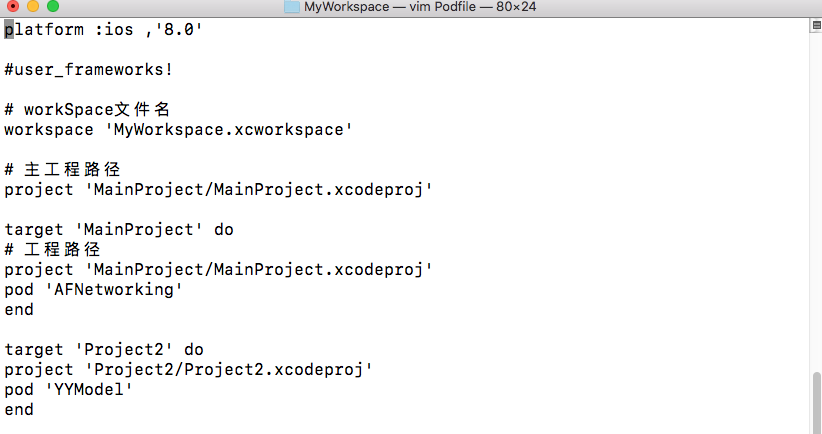 MyWorkspace — vim Podfile — 80×24
platform :ios ,'8.0'
#user_frameworks!
# workSpace文件名
workspace 'MyWorkspace.xcworkspace'
# 主工程路径
project 'MainProject/MainProject.xcodeproj'
target 'MainProject' do
# 工程路径
project 'MainProject/MainProject.xcodeproj'
pod 'AFNetworking'
end
target 'Project2' do
project 'Project2/Project2.xcodeproj'
pod 'YYModel'
end